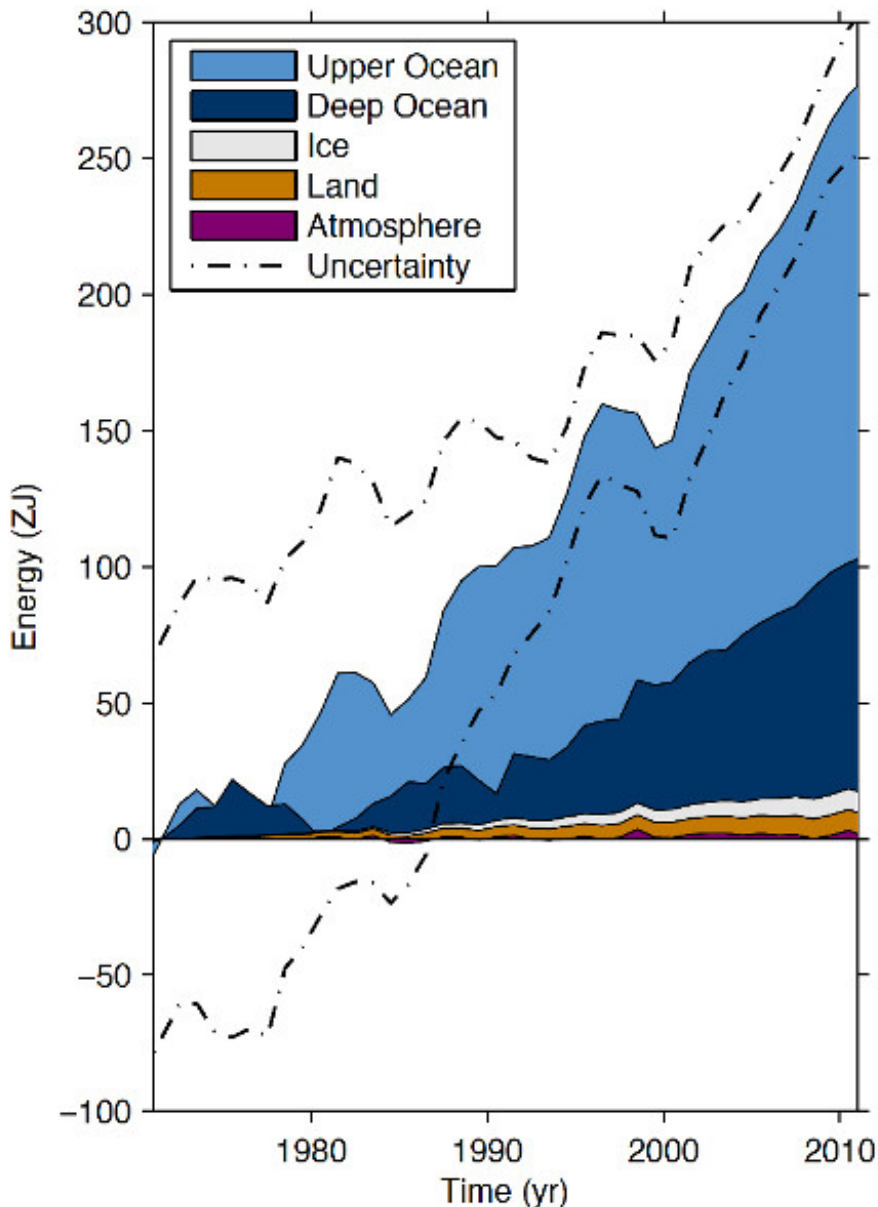 300
250
200
150
100
50
0
−50
−100
Energy (ZJ)
Upper Ocean
Deep Ocean
Ice
Land
Atmosphere
Uncertainty
1980
1990
2000
2010
Time (yr)